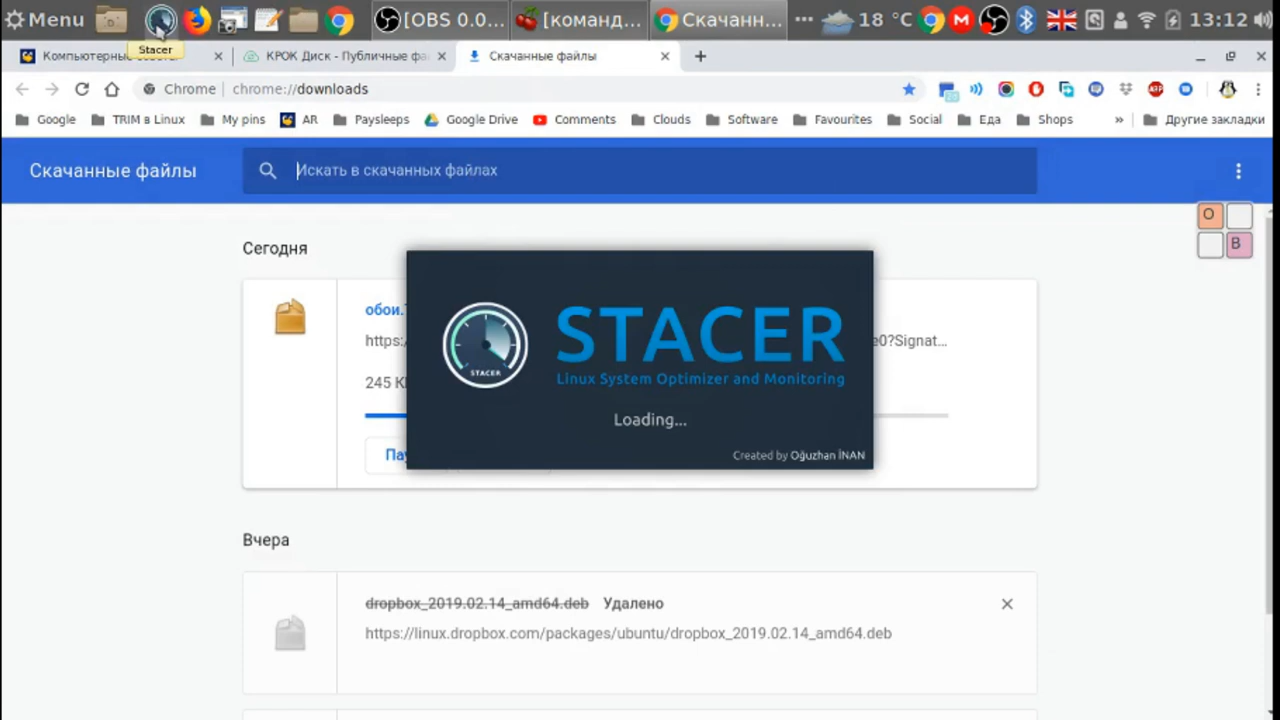 Menu
[OBS 0.0...
[команд...
Скачанн...
18 °C
13:12
Stacer
КРОК Диск - Публичные фа
Скачанные файлы
Chrome
chrome://downloads
Google
TRIM в Linux
My pins
AR
Paysleeps
Google Drive
Comments
Clouds
Software
Favourites
Social
Еда
Shops
»
Другие закладки
Скачанные файлы
Искать в скачанных файлах
O
B
Сегодня
обои.
https:
e0?Signat...
245
STACER
STACER
Linux System Optimizer and Monitoring
Loading...
Created by Oğuzhan İNAN
Вчера
dropbox_2019.02.14_amd64.deb Удалено
https://linux.dropbox.com/packages/ubuntu/dropbox_2019.02.14_amd64.deb